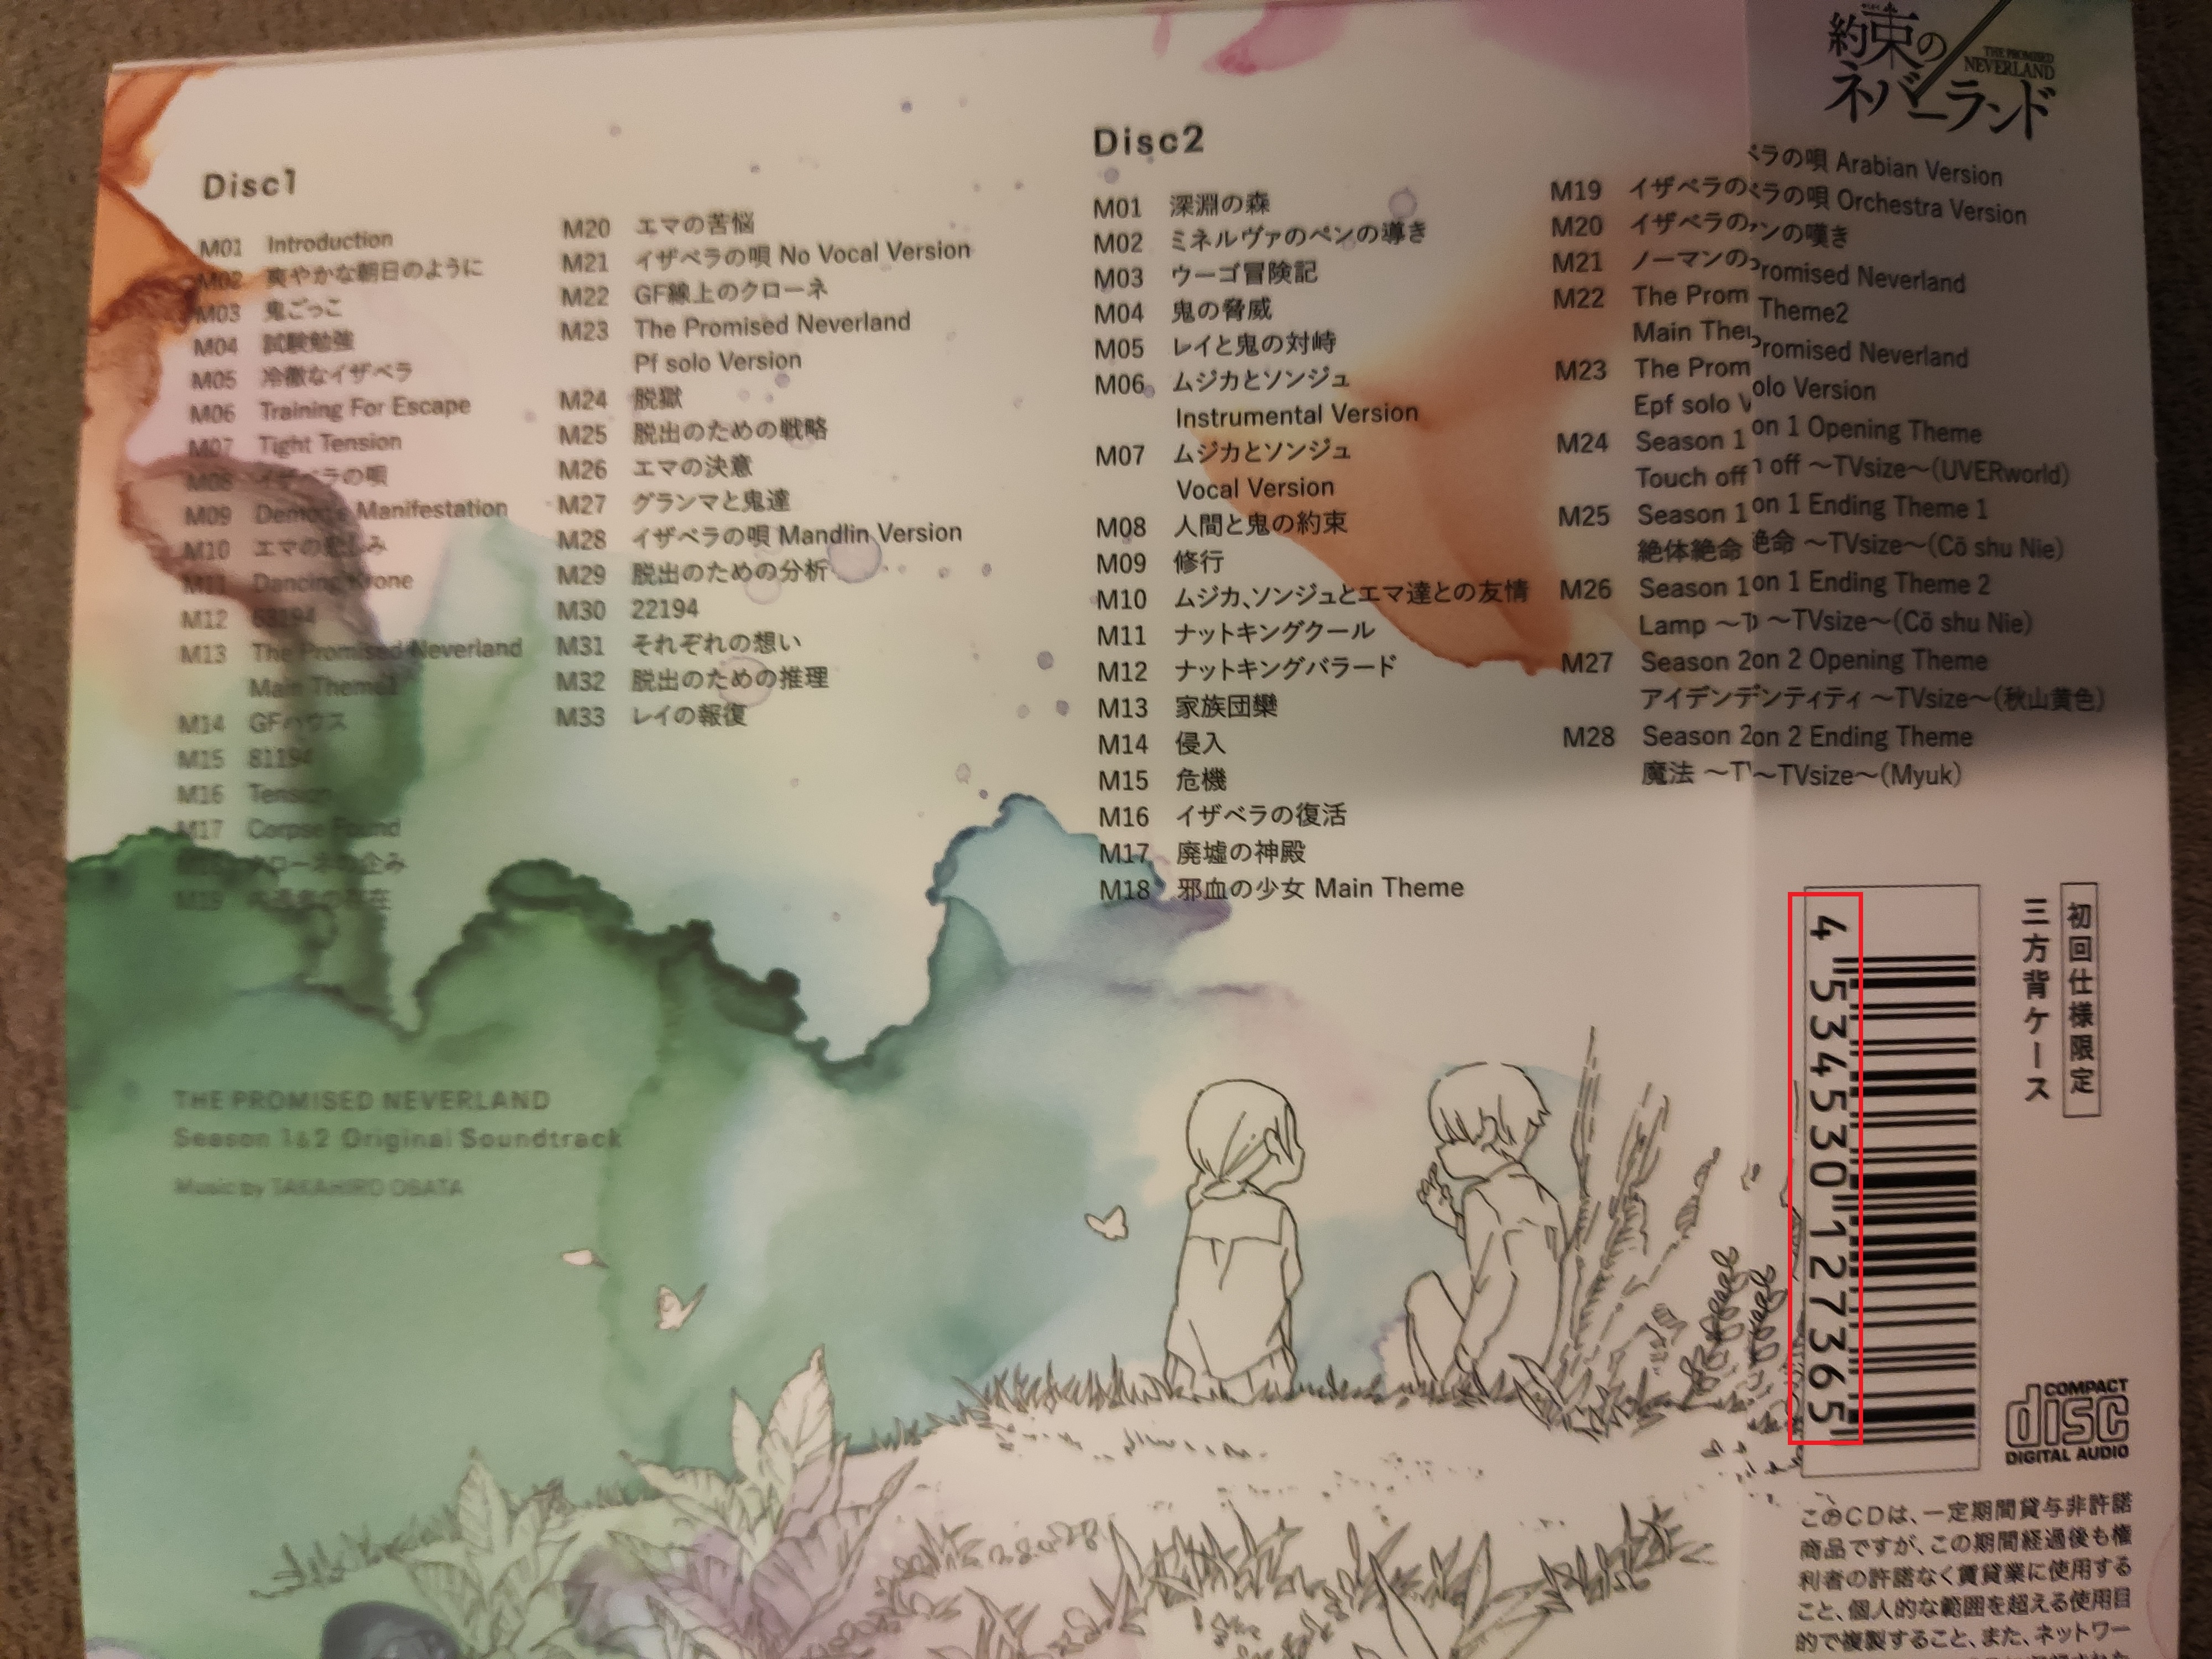 Disc1
M01 Introduction
M02 爽やかな朝日のように
M03 鬼ごっこ
M04 試験勉強
M05 冷徹なイザベラ
M06 Training For Escape
M07 Tight Tension
M08 イザベラの唄
M09 Demon's Manifestation
M10 エマの悲しみ
M11 Dancing Krone
M12 63194
M13 The Promised Neverland
Main Theme1
M14 GFハウス
M15 81194
M16 Tension
M17 Corpse Found
M18 クローネの企み
M19
M20 エマの苦悩
M21 イザベラの唄 No Vocal Version
M22 GF線上のクローネ
M23 The Promised Neverland
Pf solo Version
M24 脱獄
M25 脱出のための戦略
M26 エマの決意
M27 グランマと鬼達
M28 イザベラの唄 Mandlin Version
M29 脱出のための分析
M30 22194
M31 それぞれの想い
M32 脱出のための推理
M33 レイの報復
THE PROMISED NEVERLAND
Season 1&2 Original Soundtrack
Music by TAKAHIRO OBATA
Disc2
M01 深淵の森
M02 ミネルヴァのペンの導き
M03 ウーゴ冒険記
M04 鬼の脅威
M05 レイと鬼の対峙
M06 ムジカとソンジュ
Instrumental Version
M07 ムジカとソンジュ
Vocal Version
M08 人間と鬼の約束
M09 修行
M10 ムジカ、ソンジュとエマ達との友情
M11 ナットキングクール
M12 ナットキングバラード
M13 家族団欒
M14 侵入
M15 危機
M16 イザベラの復活
M17 廃墟の神殿
M18 邪血の少女 Main Theme
M19 イザベラの
M20 イザベラの
M21 ノーマンの
M22 The Prom
Main Ther
M23 The Prom
Epf solo V
M24 Season 1
Touch off
M25 Season 1
絶体絶命
M26 Season 1
Lamp ～T
M27 Season 2
アイデン
M28 Season 2
魔法 ～T
約束の
ネバーランド
THE PROMISED
NEVERLAND
ベラの唄 Arabian Version
ベラの唄 Orchestra Version
ンの嘆き
romised Neverland
Theme2
romised Neverland
olo Version
on 1 Opening Theme
off ～TVsize～(UVERworld)
on 1 Ending Theme 1
絶命 ～TVsize～(Cö shu Nie)
on 1 Ending Theme 2
～TVsize～(Cö shu Nie)
on 2 Opening Theme
デンティティ ～TVsize～(秋山黄色)
on 2 Ending Theme
～TVsize～(Myuk)
初回仕様限定
三方背ケース
4 534530 127365
COMPACT
disc
DIGITAL AUDIO
このCDは、一定期間貸与非許諾
商品ですが、この期間経過後も権
利者の許諾なく賃貸業に使用する
こと、個人的な範囲を超える使用目
的で複製すること、また、ネットワー